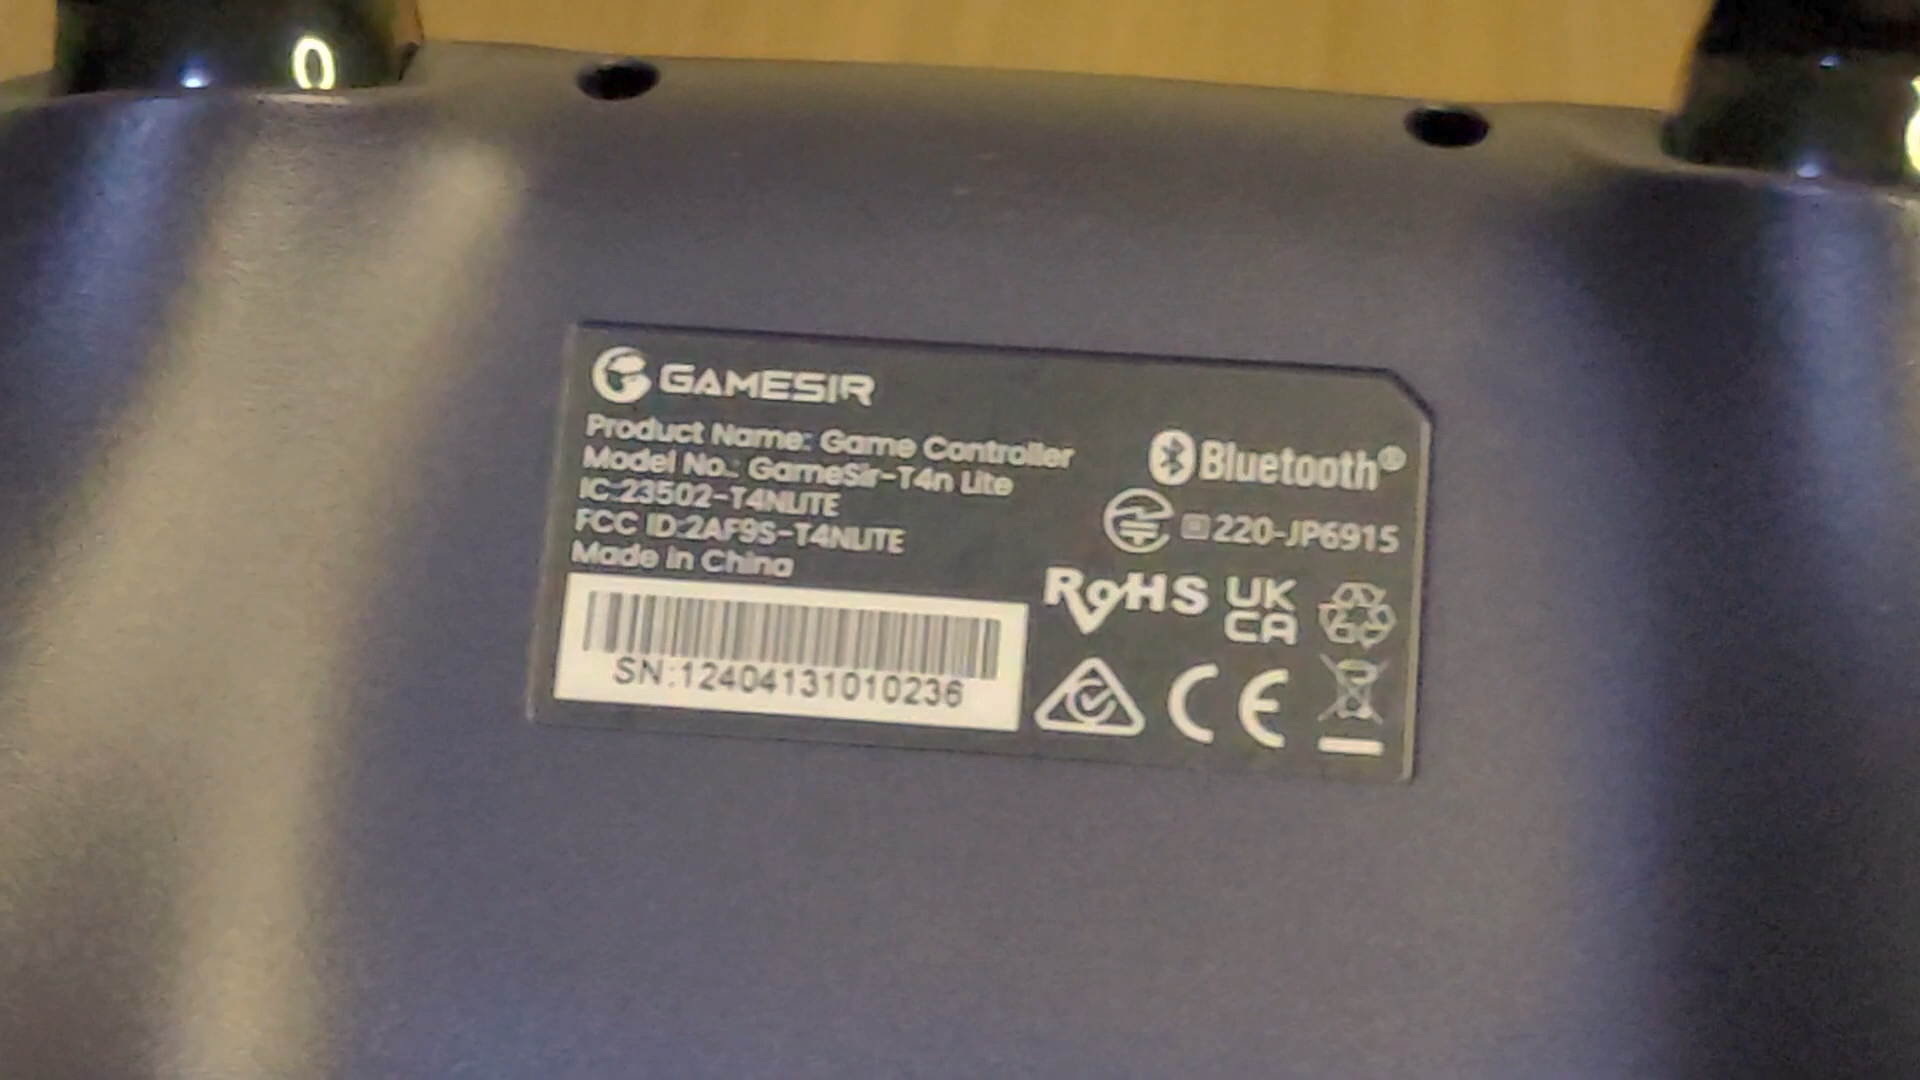 GAMESIR
Product Name: Game Controller
Model No.: GameSir-T4n Lite
IC:23502-T4NLITE
FCC ID:2AF9S-T4NLITE
Made in China
SN:12404131010236
Bluetooth®
R 220-JP6915
RoHS
UK
CA
CE